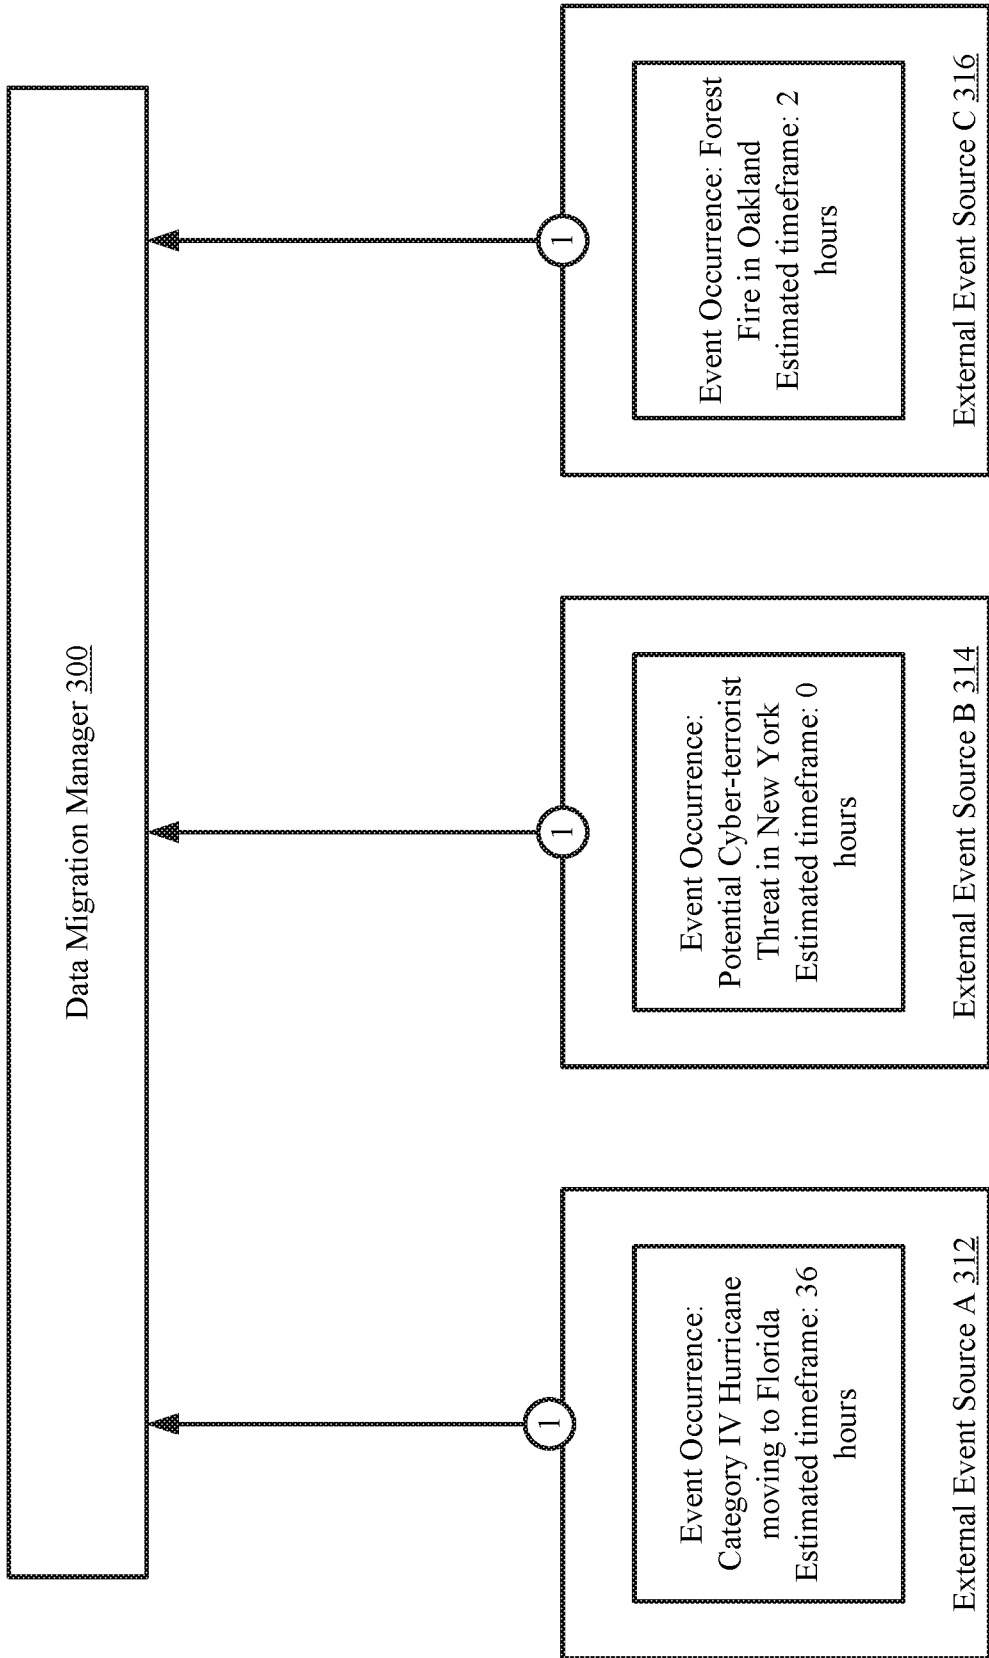 Data Migration Manager 300
1
1
1
Event Occurrence:
Category IV Hurricane
moving to Florida
Estimated timeframe: 36
hours
External Event Source A 312
Event Occurrence:
Potential Cyber-terrorist
Threat in New York
Estimated timeframe: 0
hours
External Event Source B 314
Event Occurrence: Forest
Fire in Oakland
Estimated timeframe: 2
hours
External Event Source C 316